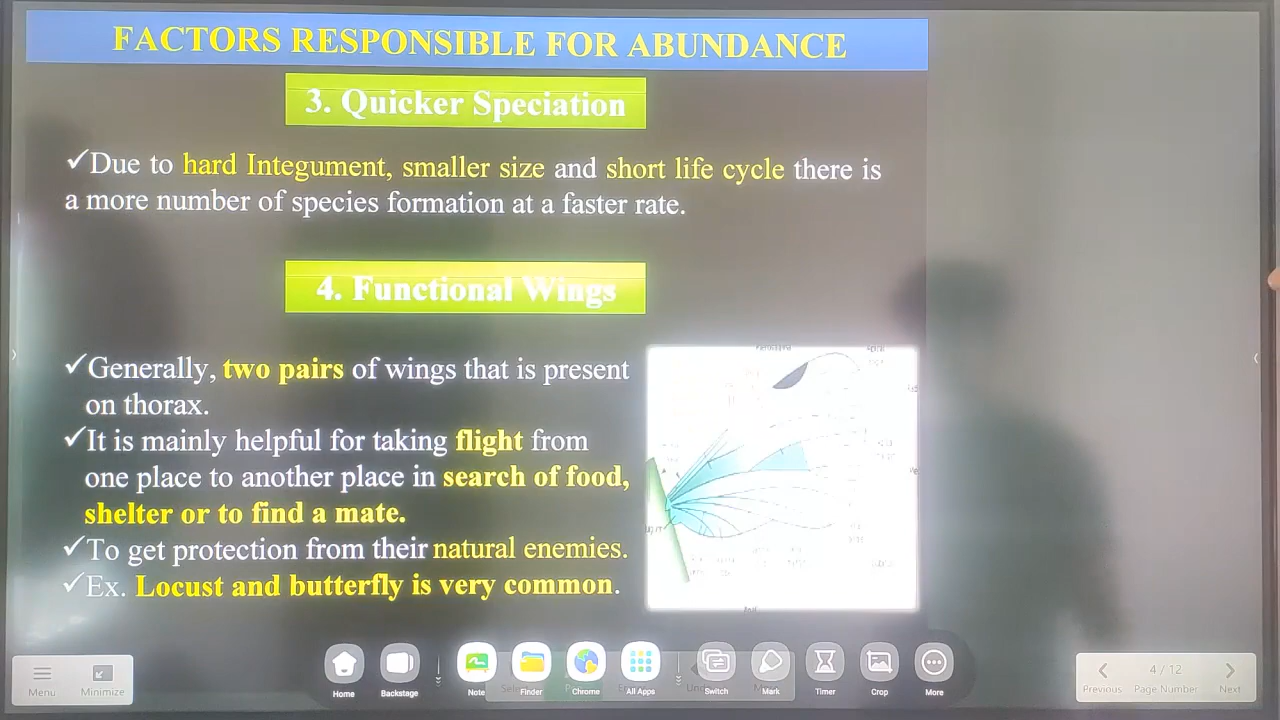 FACTORS RESPONSIBLE FOR ABUNDANCE
3. Quicker Speciation
✓Due to hard Integument, smaller size and short life cycle there is
a more number of species formation at a faster rate.
4. Functional Wings
✓Generally, two pairs of wings that is present
on thorax.
✓It is mainly helpful for taking flight from
one place to another place in search of food,
shelter or to find a mate.
✓To get protection from their natural enemies.
✓Ex. Locust and butterfly is very common.
Menu
Minimize
Home
Backstage
Note
Finder
Chrome
All Apps
Switch
Mark
Timer
Crop
More
Previous
4 / 12
Page Number
Next